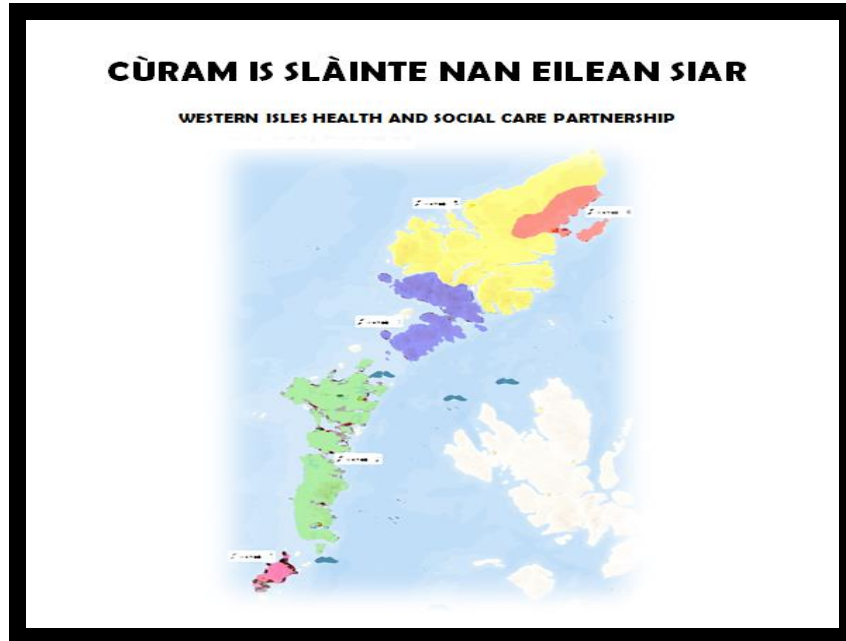 CÙRAM IS SLÀINTE NAN EILEAN SIAR
WESTERN ISLES HEALTH AND SOCIAL CARE PARTNERSHIP